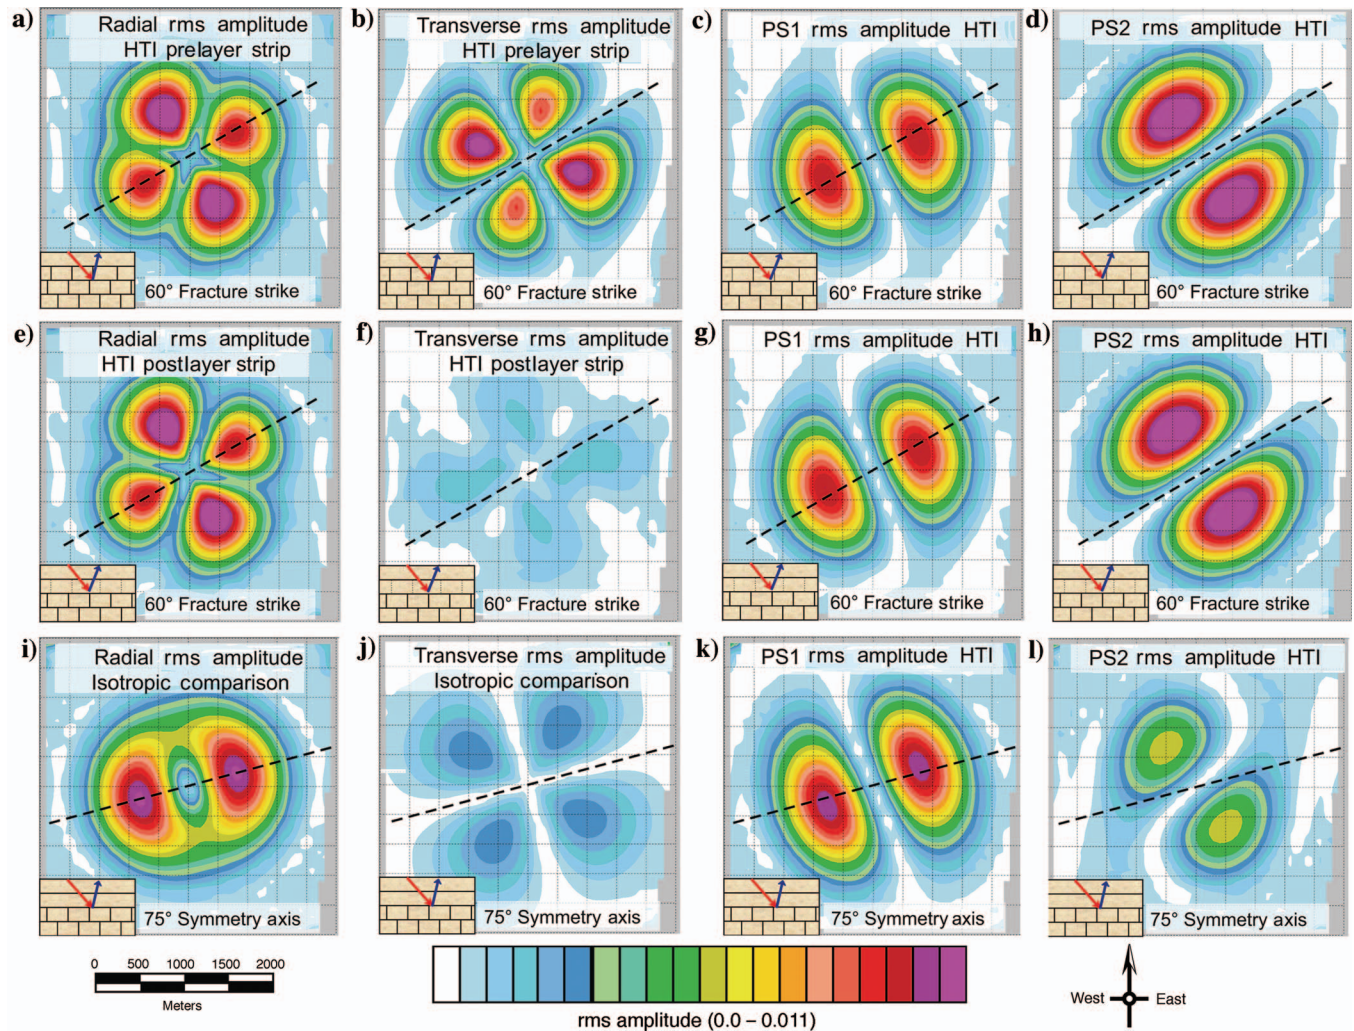 a) Radial rms amplitude
HTI prelayer strip
60° Fracture strike
b) Transverse rms amplitude
HTI prelayer strip
60° Fracture strike
c) PS1 rms amplitude HTI
60° Fracture strike
d) PS2 rms amplitude HTI
60° Fracture strike
e) Radial rms amplitude
HTI postlayer strip
60° Fracture strike
f) Transverse rms amplitude
HTI postlayer strip
60° Fracture strike
g) PS1 rms amplitude HTI
60° Fracture strike
h) PS2 rms amplitude HTI
60° Fracture strike
i) Radial rms amplitude
Isotropic comparison
75° Symmetry axis
j) Transverse rms amplitude
Isotropic comparison
75° Symmetry axis
k) PS1 rms amplitude HTI
75° Symmetry axis
l) PS2 rms amplitude HTI
75° Symmetry axis
0 500 1000 1500 2000
Meters
rms amplitude (0.0 – 0.011)
West East